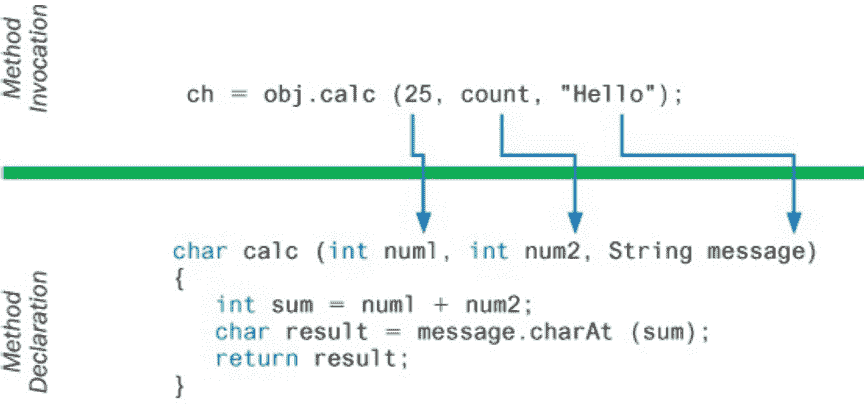 Method
Invocation
ch = obj.calc (25, count, "Hello");
char calc (int num1, int num2, String message)
{
int sum = num1 + num2;
char result = message.charAt (sum);
return result;
}
Method
Declaration